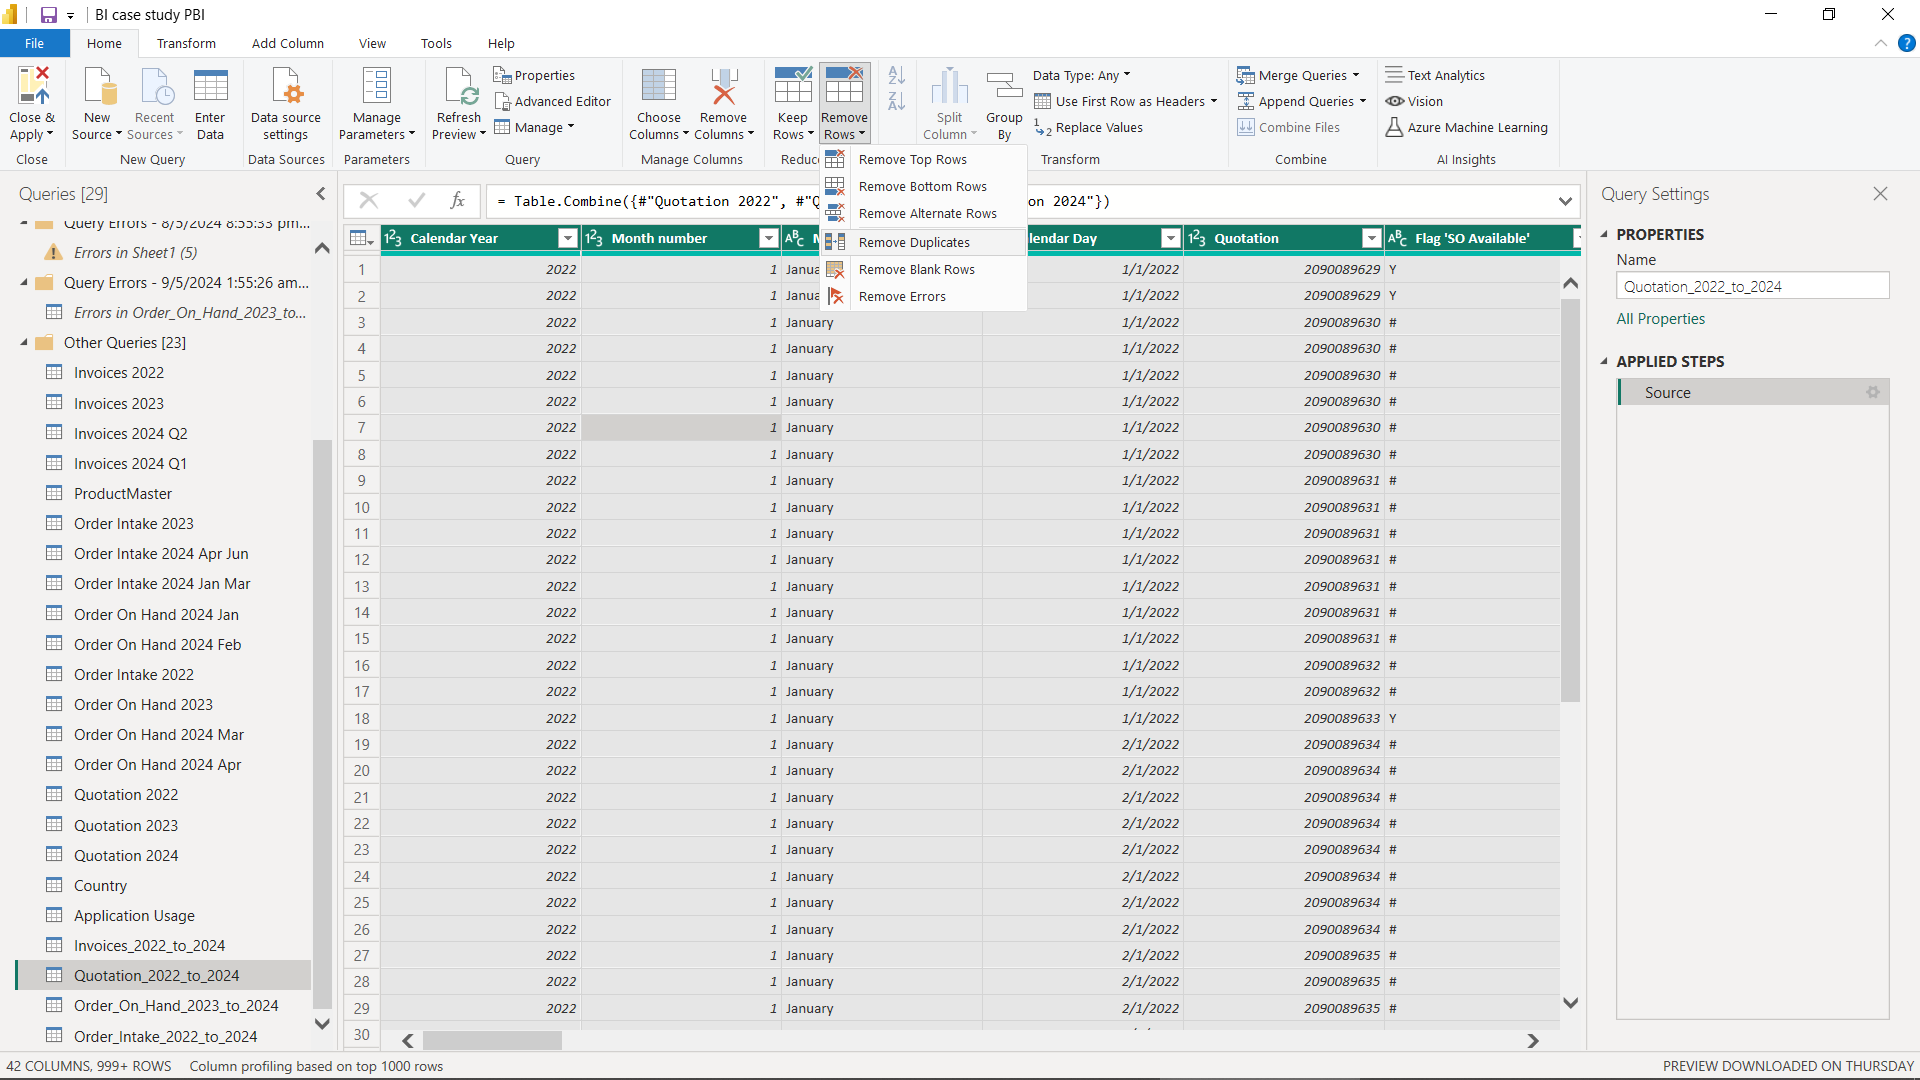 BI case study PBI
File
Home
Transform
Add Column
View
Tools
Help
Close &
Apply
New
Source
Recent
Sources
Enter
Data
Data source
settings
Manage
Parameters
Refresh
Preview
Properties
Advanced Editor
Manage
Choose
Columns
Remove
Columns
Keep
Rows
Remove
Rows
Split
Column
Group
By
Data Type: Any
Use First Row as Headers
Replace Values
Merge Queries
Append Queries
Combine Files
Text Analytics
Vision
Azure Machine Learning
Close
New Query
Data Sources
Parameters
Query
Manage Columns
Transform
Combine
AI Insights
Remove Top Rows
Remove Bottom Rows
Remove Alternate Rows
Remove Duplicates
Remove Blank Rows
Remove Errors
Queries [29]
Query Errors - 8/5/2024 8:55:33 pm...
Errors in Sheet1 (5)
Query Errors - 9/5/2024 1:55:26 am...
Errors in Order_On_Hand_2023_to...
Other Queries [23]
Invoices 2022
Invoices 2023
Invoices 2024 Q2
Invoices 2024 Q1
ProductMaster
Order Intake 2023
Order Intake 2024 Apr Jun
Order Intake 2024 Jan Mar
Order On Hand 2024 Jan
Order On Hand 2024 Feb
Order Intake 2022
Order On Hand 2023
Order On Hand 2024 Mar
Order On Hand 2024 Apr
Quotation 2022
Quotation 2023
Quotation 2024
Country
Application Usage
Invoices_2022_to_2024
Quotation_2022_to_2024
Order_On_Hand_2023_to_2024
Order_Intake_2022_to_2024
fx
= Table.Combine({#"Quotation 2022", #"Q
on 2024"})
Calendar Year Month number lendar Day Quotation Flag 'SO Available'
1 2022 1 1/1/2022 2090089629 Y
2 2022 1 1/1/2022 2090089629 Y
3 2022 1 January 1/1/2022 2090089630 #
4 2022 1 January 1/1/2022 2090089630 #
5 2022 1 January 1/1/2022 2090089630 #
6 2022 1 January 1/1/2022 2090089630 #
7 2022 1 January 1/1/2022 2090089630 #
8 2022 1 January 1/1/2022 2090089630 #
9 2022 1 January 1/1/2022 2090089631 #
10 2022 1 January 1/1/2022 2090089631 #
11 2022 1 January 1/1/2022 2090089631 #
12 2022 1 January 1/1/2022 2090089631 #
13 2022 1 January 1/1/2022 2090089631 #
14 2022 1 January 1/1/2022 2090089631 #
15 2022 1 January 1/1/2022 2090089631 #
16 2022 1 January 1/1/2022 2090089632 #
17 2022 1 January 1/1/2022 2090089632 #
18 2022 1 January 1/1/2022 2090089633 Y
19 2022 1 January 2/1/2022 2090089634 #
20 2022 1 January 2/1/2022 2090089634 #
21 2022 1 January 2/1/2022 2090089634 #
22 2022 1 January 2/1/2022 2090089634 #
23 2022 1 January 2/1/2022 2090089634 #
24 2022 1 January 2/1/2022 2090089634 #
25 2022 1 January 2/1/2022 2090089634 #
26 2022 1 January 2/1/2022 2090089634 #
27 2022 1 January 2/1/2022 2090089635 #
28 2022 1 January 2/1/2022 2090089635 #
29 2022 1 January 2/1/2022 2090089635 #
30
Query Settings
PROPERTIES
Name
Quotation_2022_to_2024
All Properties
APPLIED STEPS
Source
42 COLUMNS, 999+ ROWS
Column profiling based on top 1000 rows
PREVIEW DOWNLOADED ON THURSDAY